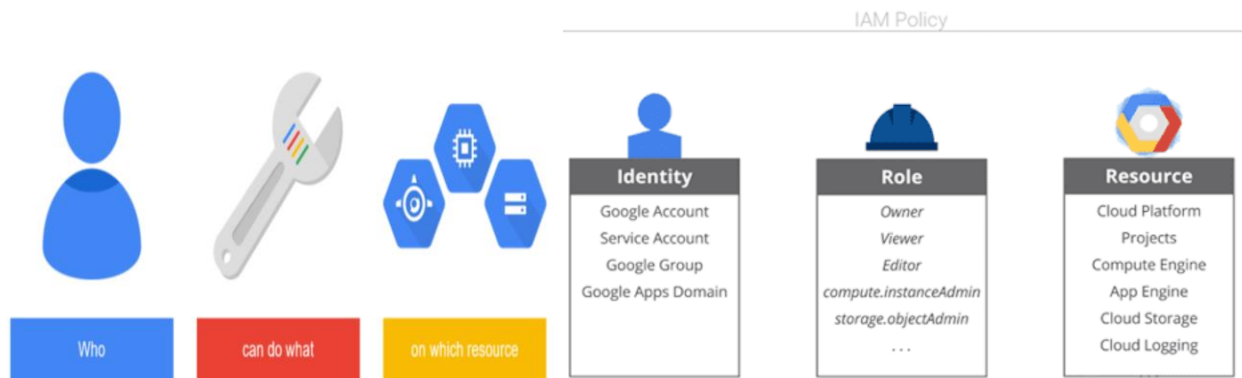 IAM Policy
Who
can do what
on which resource
Identity
Google Account
Service Account
Google Group
Google Apps Domain
Role
Owner
Viewer
Editor
compute.instanceAdmin
storage.objectAdmin
...
Resource
Cloud Platform
Projects
Compute Engine
App Engine
Cloud Storage
Cloud Logging
...